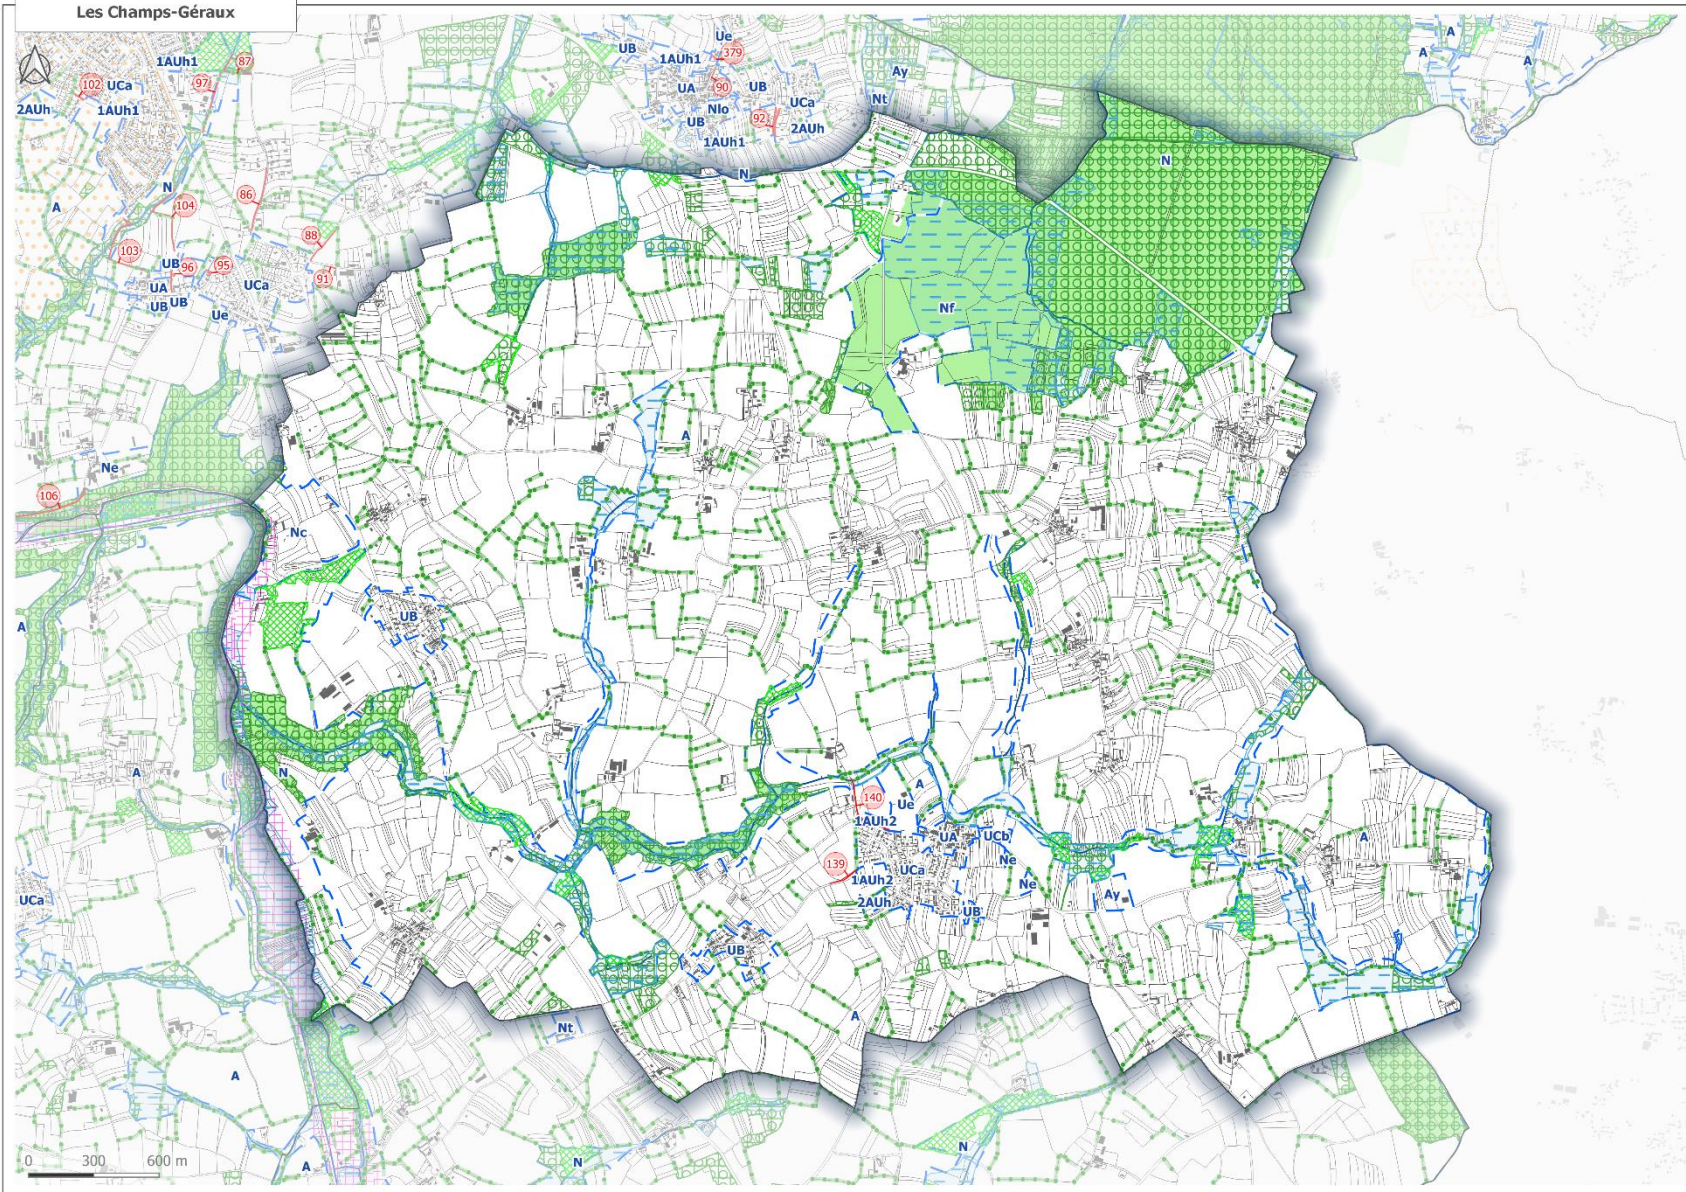 Les Champs-Géraux
1AUh1
87
97
102
UCa
2AUh
1AUh1
N
A
86
104
103
88
UB
96
95
91
UA
UCa
UB
UB
Ue
UB
Ue
379
1AUh1
UA
90
UB
Nlo
UCa
UB
92
2AUh
1AUh1
N
Ay
Nt
A
A
A
N
Nf
A
Ne
106
Nc
UB
A
A
N
140
A
Ue
1AUh2
UA
UCb
139
UCa
Ne
1AUh2
Ne
2AUh
UB
Ay
A
UB
UCa
A
Nt
A
N
N
A
0 300 600 m